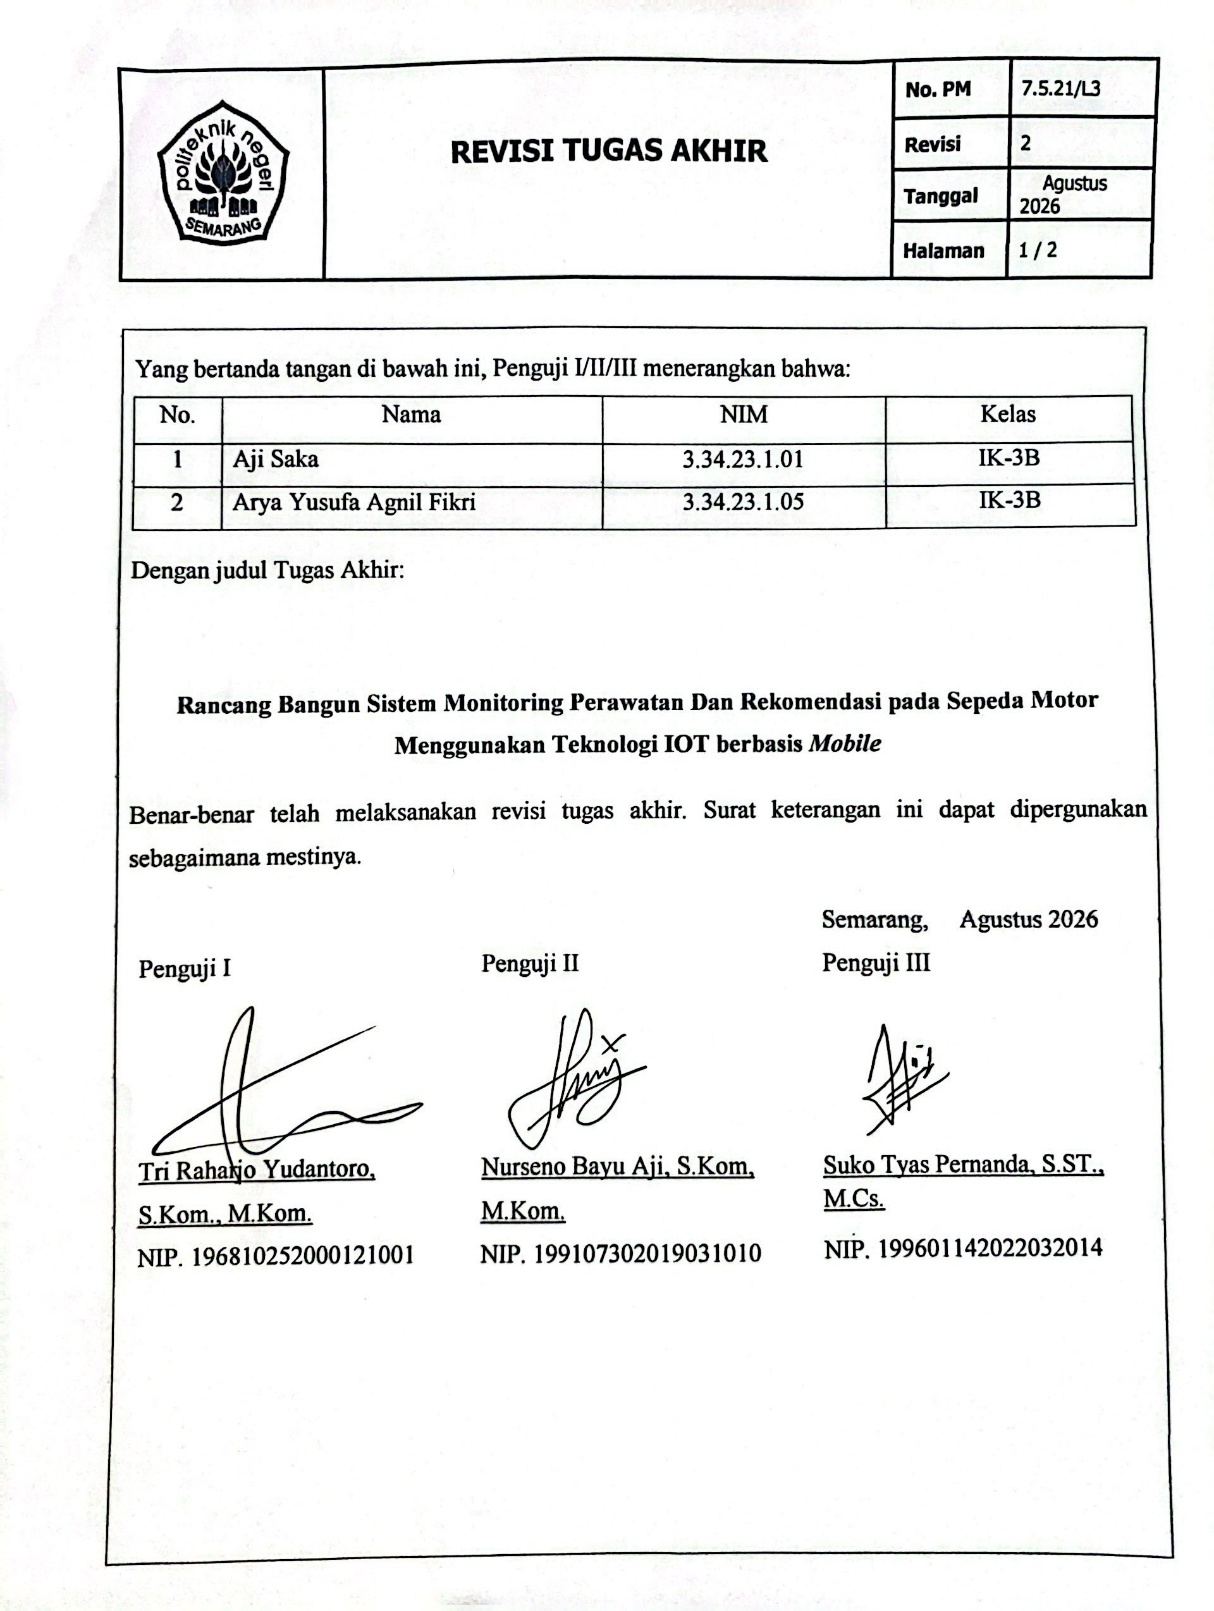 politeknik negeri
SEMARANG
REVISI TUGAS AKHIR
No. PM 7.5.21/L3
Revisi 2
Tanggal Agustus
2026
Halaman 1 / 2
Yang bertanda tangan di bawah ini, Penguji I/II/III menerangkan bahwa:
No. Nama NIM Kelas
1 Aji Saka 3.34.23.1.01 IK-3B
2 Arya Yusufa Agnil Fikri 3.34.23.1.05 IK-3B
Dengan judul Tugas Akhir:
Rancang Bangun Sistem Monitoring Perawatan Dan Rekomendasi pada Sepeda Motor
Menggunakan Teknologi IOT berbasis Mobile
Benar-benar telah melaksanakan revisi tugas akhir. Surat keterangan ini dapat dipergunakan
sebagaimana mestinya.
Semarang, Agustus 2026
Penguji I Penguji II Penguji III
Tri Raharjo Yudantoro, Nurseno Bayu Aji, S.Kom, Suko Tyas Pernanda, S.ST.,
S.Kom., M.Kom. M.Kom. M.Cs.
NIP. 196810252000121001 NIP. 199107302019031010 NIP. 199601142022032014